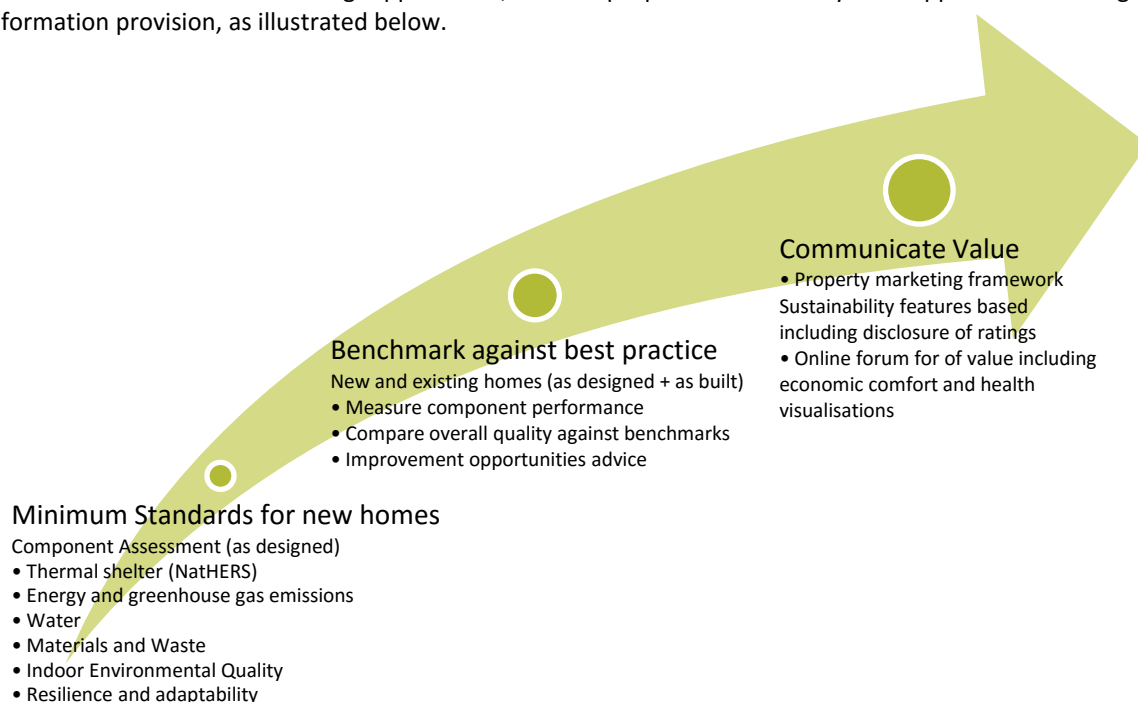 formation provision, as illustrated below.
Communicate Value
• Property marketing framework
Sustainability features based
including disclosure of ratings
• Online forum for of value including
economic comfort and health
visualisations
Benchmark against best practice
New and existing homes (as designed + as built)
• Measure component performance
• Compare overall quality against benchmarks
• Improvement opportunities advice
Minimum Standards for new homes
Component Assessment (as designed)
• Thermal shelter (NatHERS)
• Energy and greenhouse gas emissions
• Water
• Materials and Waste
• Indoor Environmental Quality
• Resilience and adaptability